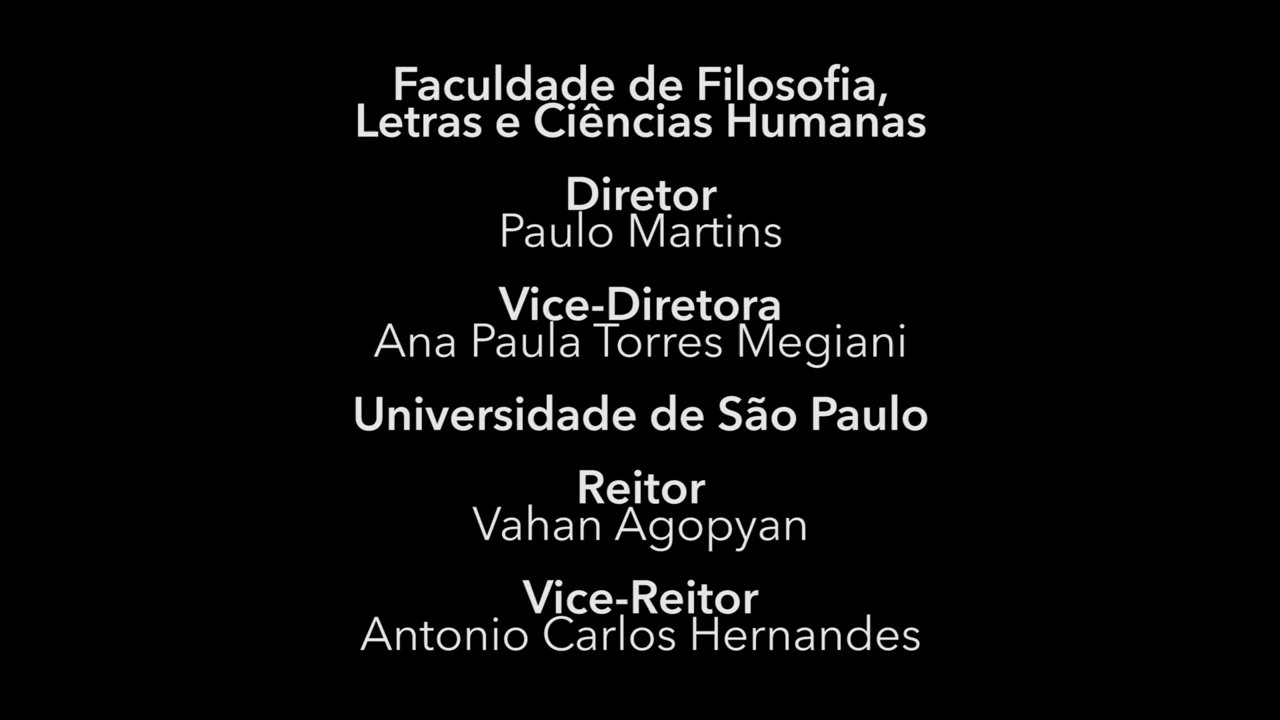 Faculdade de Filosofia,
Letras e Ciências Humanas
Diretor
Paulo Martins
Vice-Diretora
Ana Paula Torres Megiani
Universidade de São Paulo
Reitor
Vahan Agopyan
Vice-Reitor
Antonio Carlos Hernandes